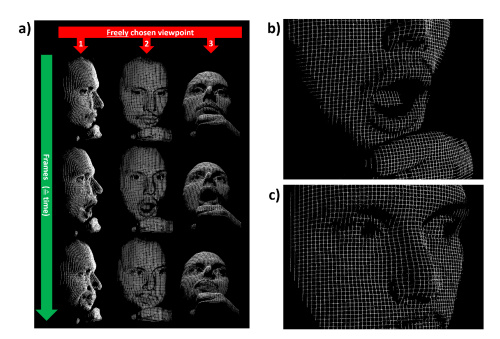 a)
Freely chosen viewpoint
1 2 3
Frames (≙ time)
b)
c)